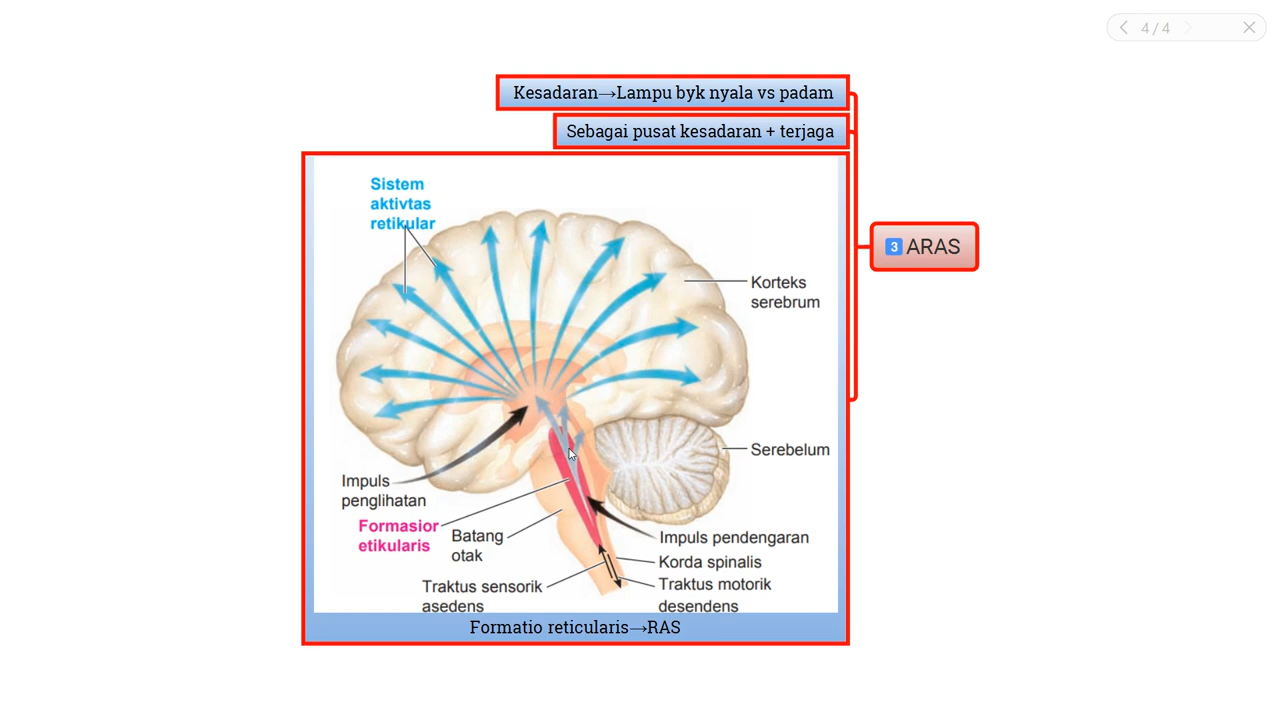 4 / 4
Kesadaran→Lampu byk nyala vs padam
Sebagai pusat kesadaran + terjaga
3 ARAS
Sistem
aktivtas
retikular
Korteks
serebrum
Serebelum
Impuls
penglihatan
Formasior
etikularis
Batang
otak
Impuls pendengaran
Korda spinalis
Traktus sensorik
asedens
Traktus motorik
desendens
Formatio reticularis→RAS